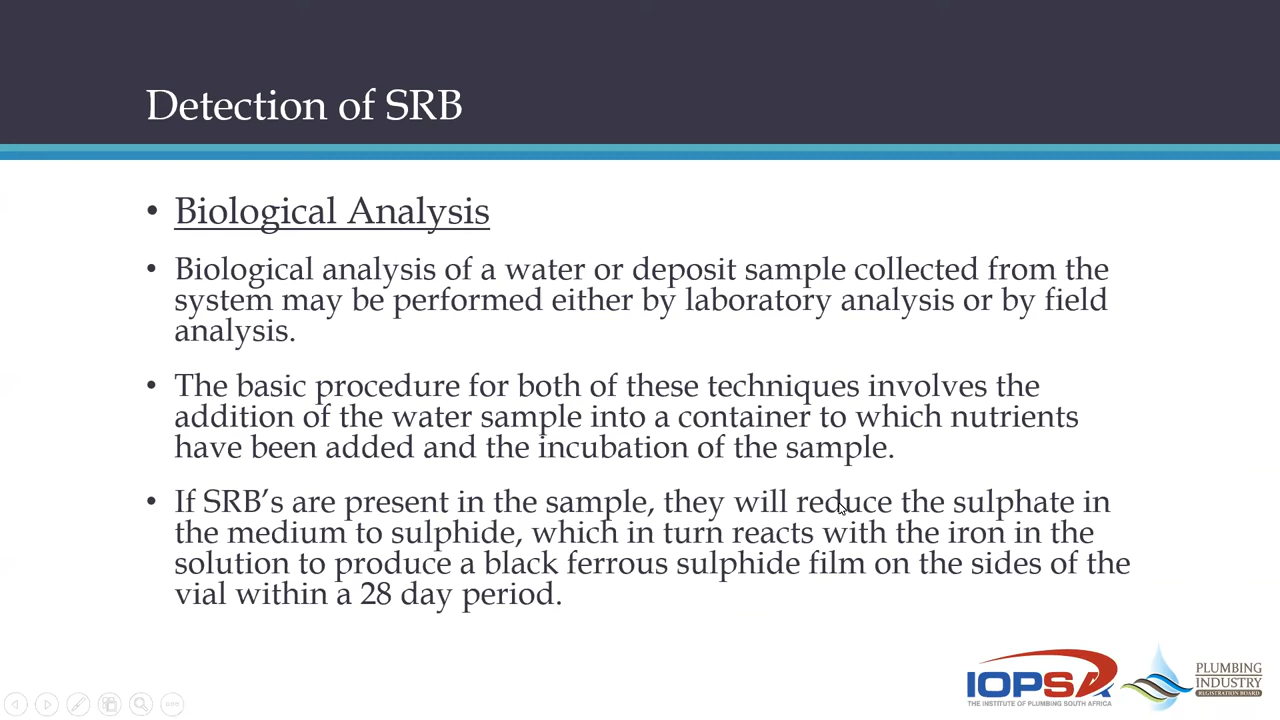 Detection of SRB
• Biological Analysis
• Biological analysis of a water or deposit sample collected from the
system may be performed either by laboratory analysis or by field
analysis.
• The basic procedure for both of these techniques involves the
addition of the water sample into a container to which nutrients
have been added and the incubation of the sample.
• If SRB’s are present in the sample, they will reduce the sulphate in
the medium to sulphide, which in turn reacts with the iron in the
solution to produce a black ferrous sulphide film on the sides of the
vial within a 28 day period.
IOPSA
THE INSTITUTE OF PLUMBING SOUTH AFRICA
PLUMBING
INDUSTRY
REGISTRATION BOARD